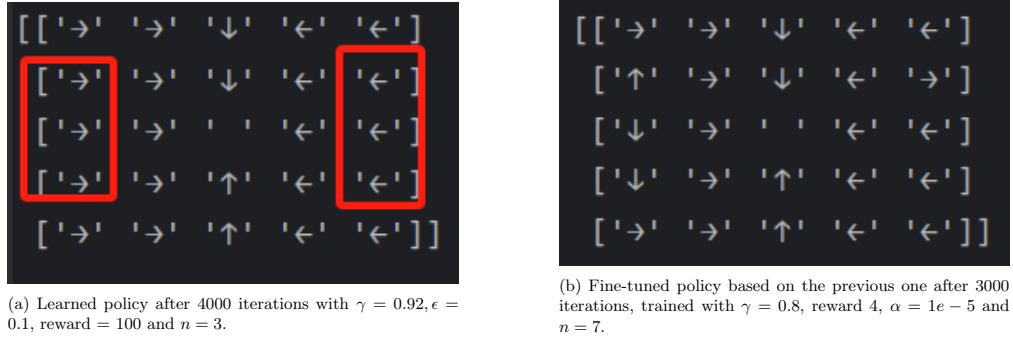 [['→' '→' '↓' '←' '←']
['→' '→' '↓' '←' '←']
['→' '→' ' ' '←' '←']
['→' '→' '↑' '←' '←']
['→' '→' '↑' '←' '←']]
(a) Learned policy after 4000 iterations with γ = 0.92, ϵ =
0.1, reward = 100 and n = 3.
[['→' '→' '↓' '←' '←']
['↑' '→' '↓' '←' '→']
['↓' '→' ' ' '←' '←']
['↓' '→' '↑' '←' '←']
['→' '→' '↑' '←' '←']]
(b) Fine-tuned policy based on the previous one after 3000
iterations, trained with γ = 0.8, reward 4, α = 1e − 5 and
n = 7.